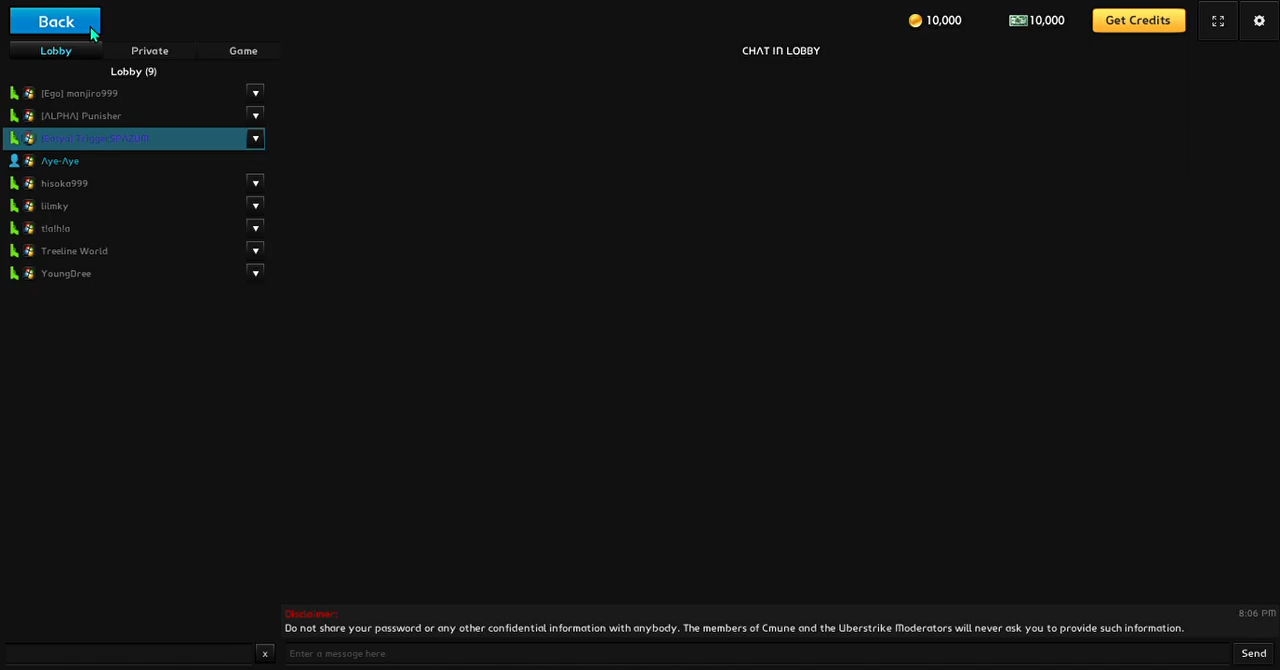 Back
10,000
10,000
Get Credits
Lobby
Private
Game
CHAT IN LOBBY
Lobby (9)
[Ego] manjiro999
[ALPHA] Punisher
Aye-Aye
hisoka999
lilmky
t!a!h!a
Treeline World
YoungDree
Disclaimer:
8:06 PM
Do not share your password or any other confidential information with anybody. The members of Cmune and the Uberstrike Moderators will never ask you to provide such information.
x
Enter a message here
Send